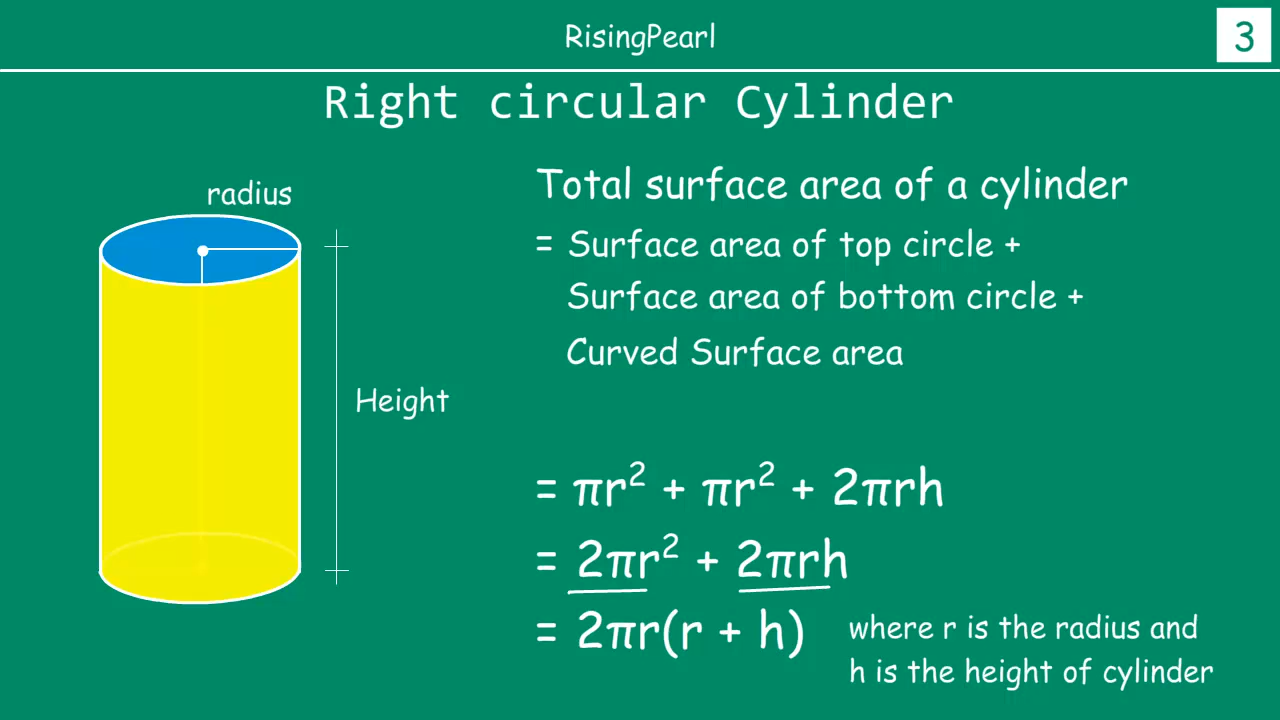 RisingPearl
3
Right circular Cylinder
radius
Height
Total surface area of a cylinder
= Surface area of top circle +
Surface area of bottom circle +
Curved Surface area
= πr² + πr² + 2πrh
= 2πr² + 2πrh
= 2πr(r + h)
where r is the radius and
h is the height of cylinder